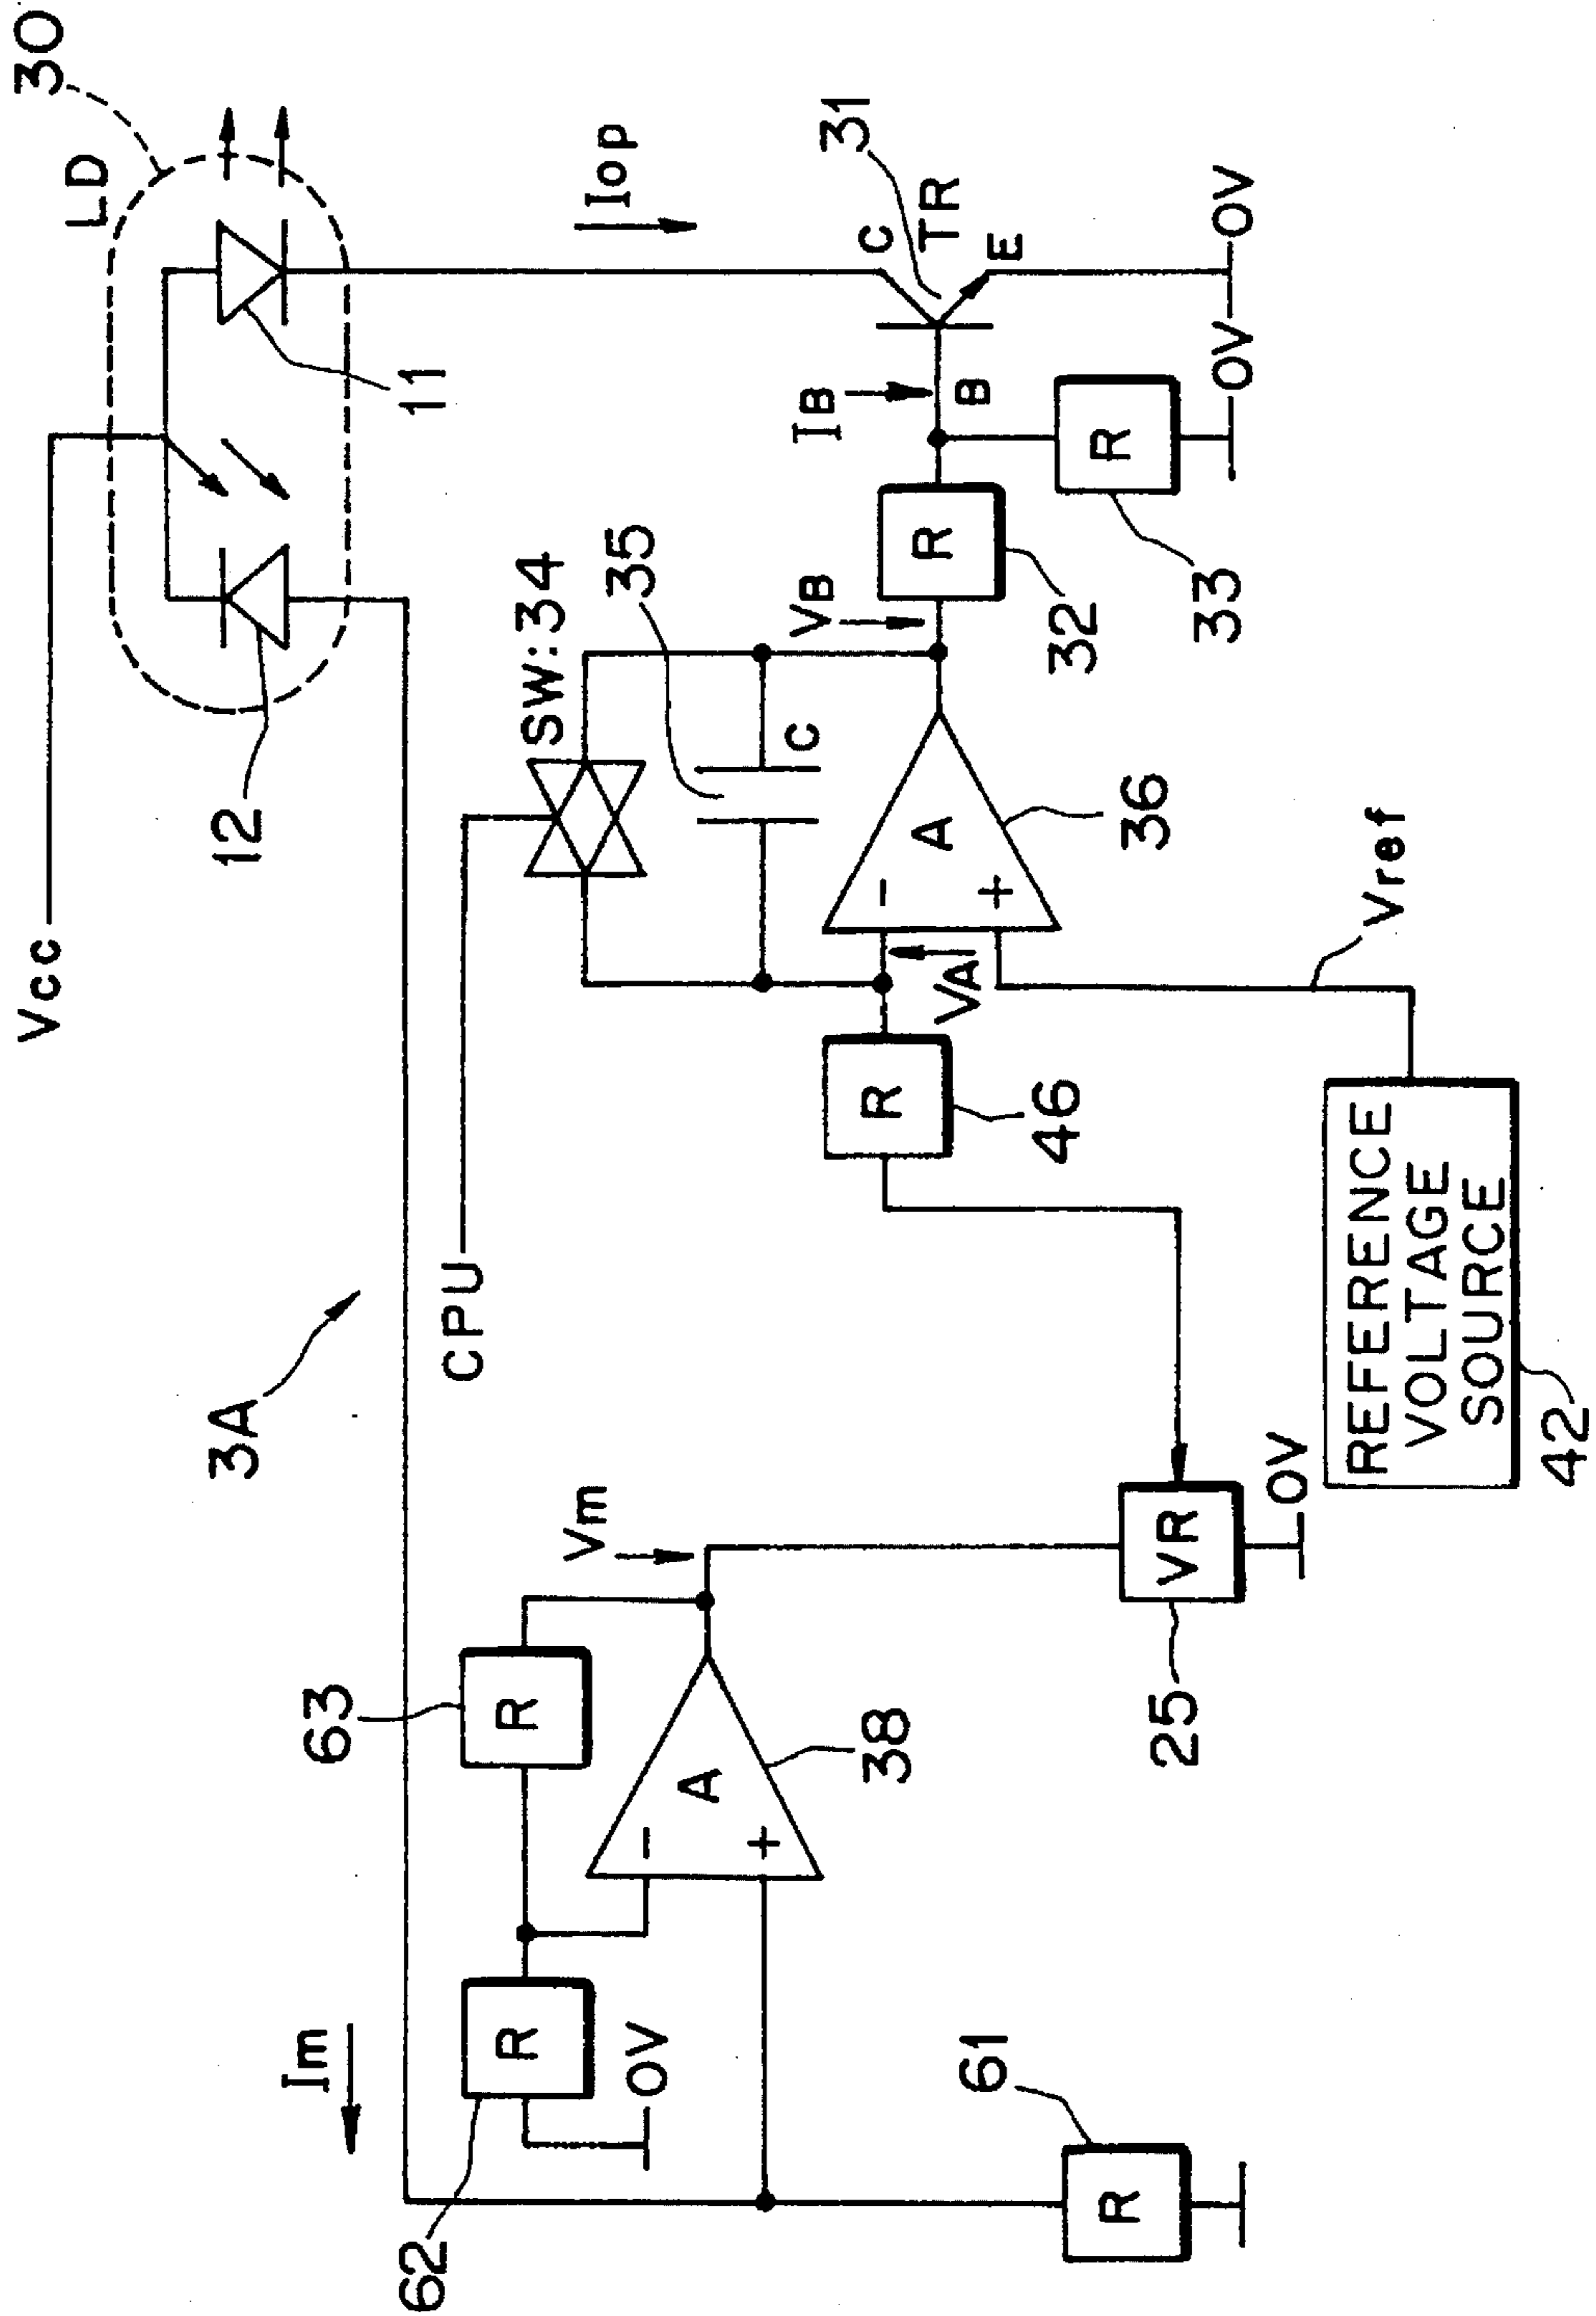 30
LD
Vcc
11
12
Iop
C
TR
31
E
0V
0V
IB
B
R
33
R
32
VB
SW:34
35
C
CPU
A
-
+
36
VA
Vref
R
46
REFERENCE
VOLTAGE
SOURCE
42
3A
Vm
VR
25
0V
63
R
A
-
+
38
Im
R
62
0V
R
61